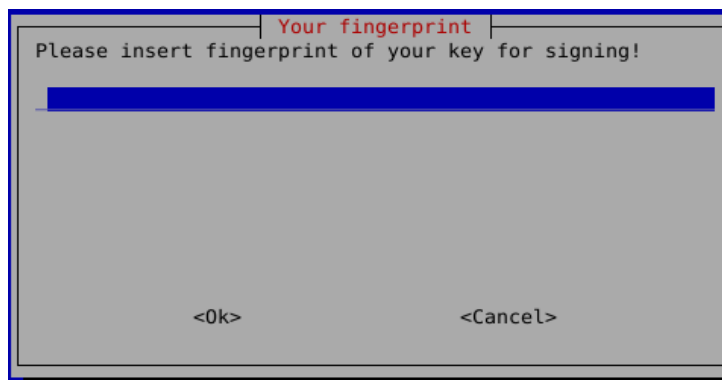 Your fingerprint
Please insert fingerprint of your key for signing!
<Ok> <Cancel>